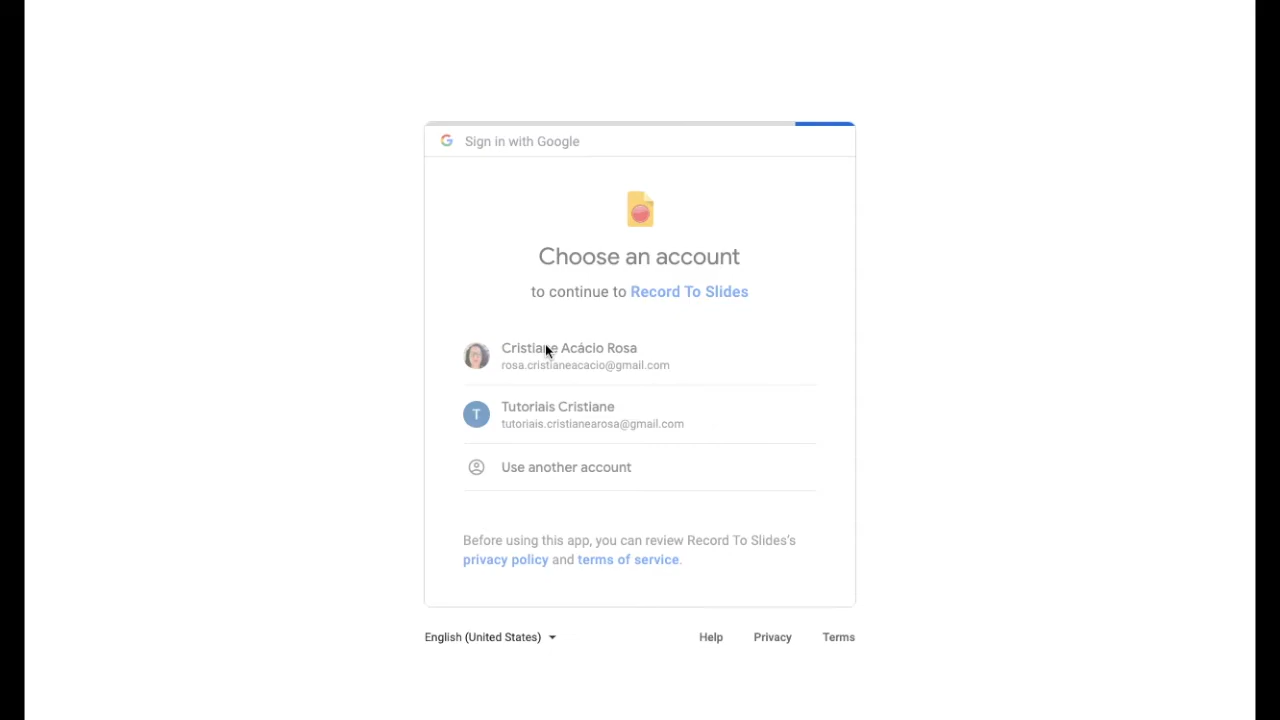 Sign in with Google
Choose an account
to continue to Record To Slides
Cristiane Acácio Rosa
rosa.cristianeacacio@gmail.com
T
Tutoriais Cristiane
tutoriais.cristianearosa@gmail.com
Use another account
Before using this app, you can review Record To Slides's
privacy policy and terms of service.
English (United States)
Help
Privacy
Terms